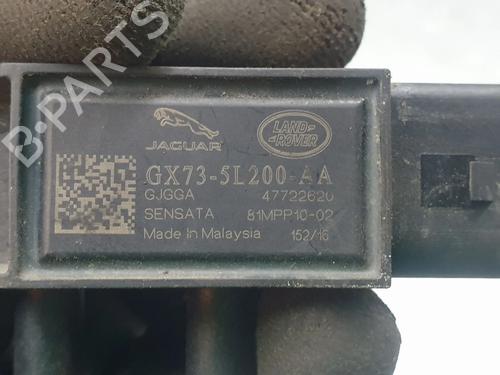 B-PARTS
JAGUAR
LAND-
ROVER
GX73-5L200-AA
GJGGA 47722620
SENSATA 81MPP10-02
Made In Malaysia 152/16